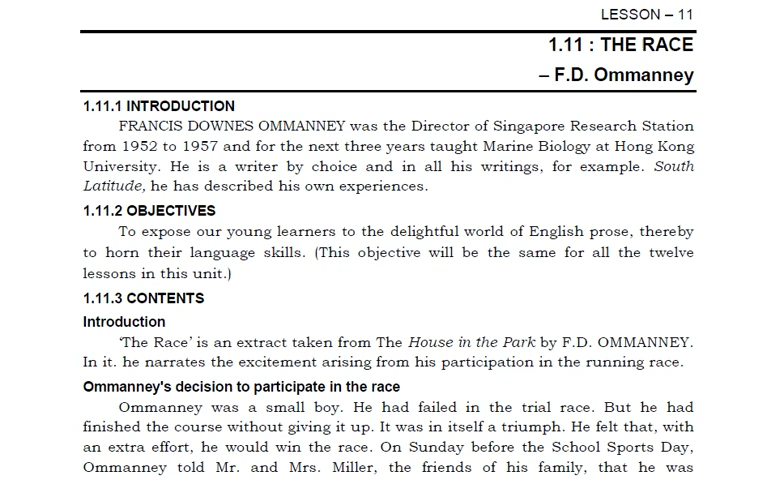 LESSON – 11
1.11 : THE RACE
– F.D. Ommanney
1.11.1 INTRODUCTION
FRANCIS DOWNES OMMANNEY was the Director of Singapore Research Station
from 1952 to 1957 and for the next three years taught Marine Biology at Hong Kong
University. He is a writer by choice and in all his writings, for example. South
Latitude, he has described his own experiences.
1.11.2 OBJECTIVES
To expose our young learners to the delightful world of English prose, thereby
to horn their language skills. (This objective will be the same for all the twelve
lessons in this unit.)
1.11.3 CONTENTS
Introduction
'The Race' is an extract taken from The House in the Park by F.D. OMMANNEY.
In it. he narrates the excitement arising from his participation in the running race.
Ommanney's decision to participate in the race
Ommanney was a small boy. He had failed in the trial race. But he had
finished the course without giving it up. It was in itself a triumph. He felt that, with
an extra effort, he would win the race. On Sunday before the School Sports Day,
Ommanney told Mr. and Mrs. Miller, the friends of his family, that he was